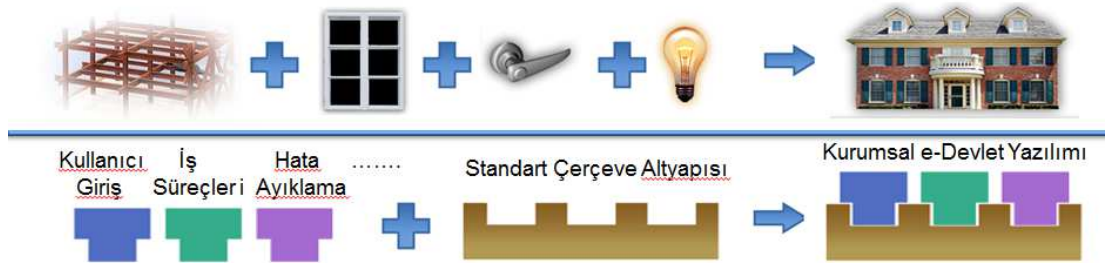 Kullanıcı
Giriş
İş
Süreçleri
Hata
Ayıklama
.......
Standart Çerçeve Altyapısı
Kurumsal e-Devlet Yazılımı